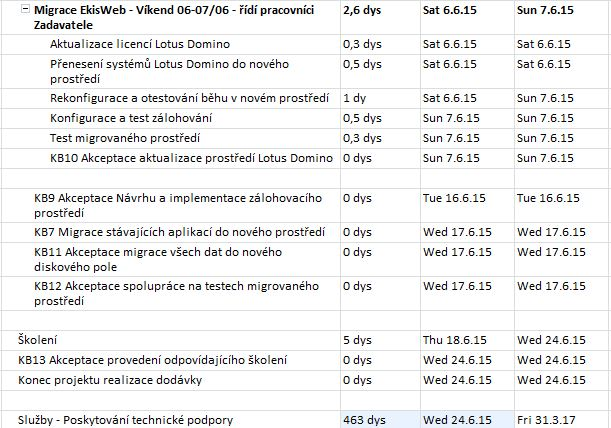 Migrace EkisWeb - Víkend 06-07/06 - řídí pracovníci 2,6 dys Sat 6.6.15 Sun 7.6.15
Zadavatele
Aktualizace licencí Lotus Domino 0,3 dys Sat 6.6.15 Sat 6.6.15
Přenesení systémů Lotus Domino do nového 0,5 dys Sat 6.6.15 Sat 6.6.15
prostředí
Rekonfigurace a otestování běhu v novém prostředí 1 dy Sat 6.6.15 Sun 7.6.15
Konfigurace a test zálohování 0,5 dys Sun 7.6.15 Sun 7.6.15
Test migrovaného prostředí 0,3 dys Sun 7.6.15 Sun 7.6.15
KB10 Akceptace aktualizace prostředí Lotus Domino 0 dys Sun 7.6.15 Sun 7.6.15
KB9 Akceptace Návrhu a implementace zálohovacího 0 dys Tue 16.6.15 Tue 16.6.15
prostředí
KB7 Migrace stávajících aplikací do nového prostředí 0 dys Wed 17.6.15 Wed 17.6.15
KB11 Akceptace migrace všech dat do nového 0 dys Wed 17.6.15 Wed 17.6.15
diskového pole
KB12 Akceptace spolupráce na testech migrovaného 0 dys Wed 17.6.15 Wed 17.6.15
prostředí
Školení 5 dys Thu 18.6.15 Wed 24.6.15
KB13 Akceptace provedení odpovídajícího školení 0 dys Wed 24.6.15 Wed 24.6.15
Konec projektu realizace dodávky 0 dys Wed 24.6.15 Wed 24.6.15
Služby - Poskytování technické podpory 463 dys Wed 24.6.15 Fri 31.3.17